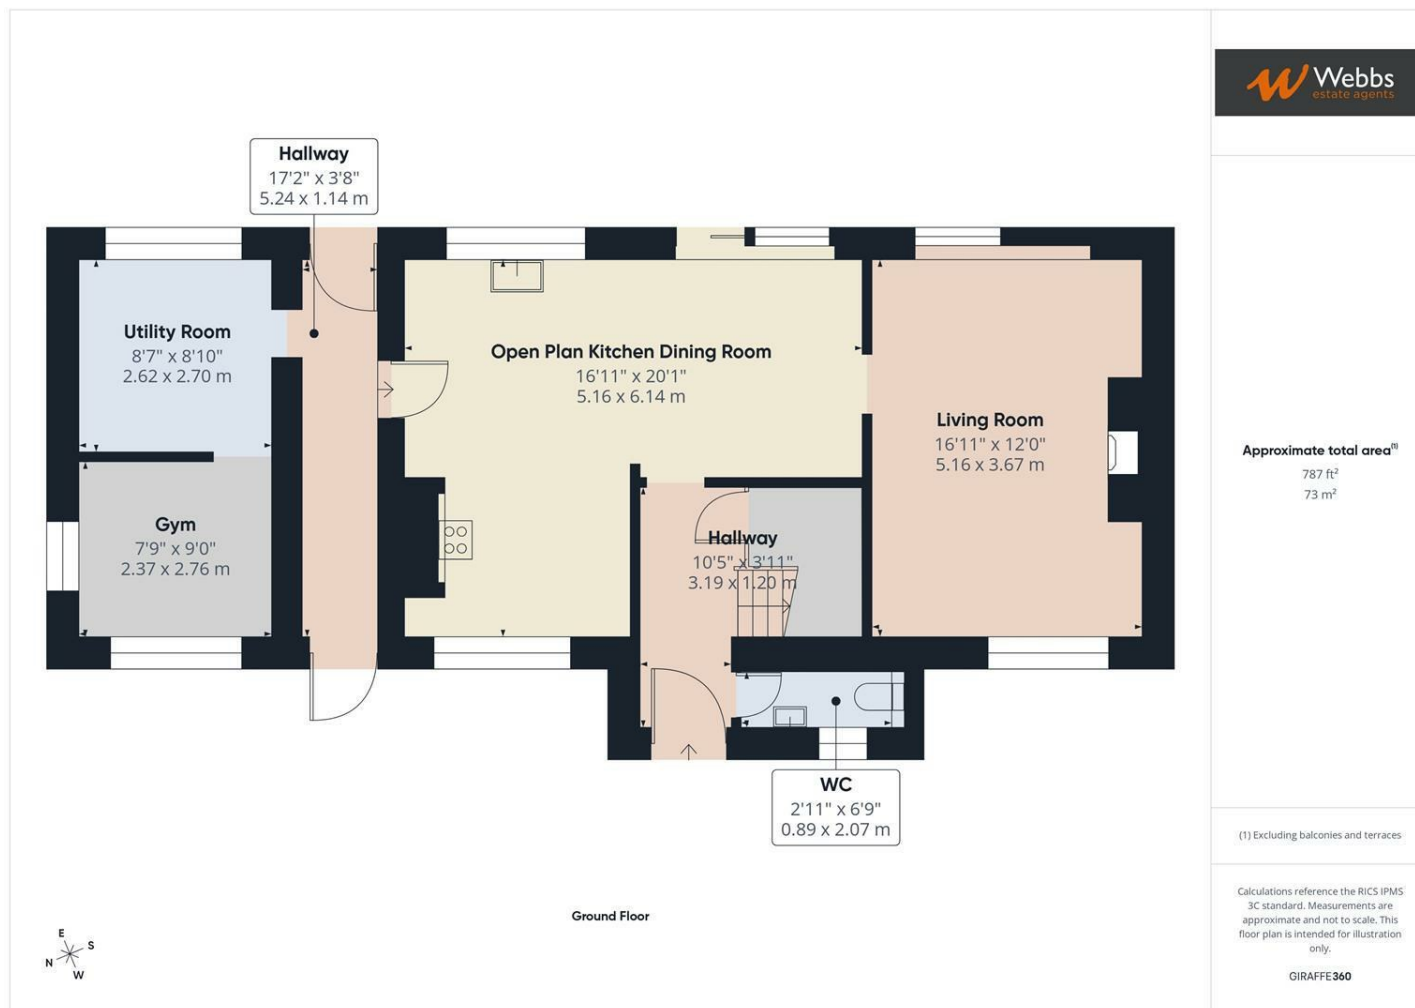 Webbs
estate agents
Hallway
17'2" x 3'8"
5.24 x 1.14 m
Utility Room
8'7" x 8'10"
2.62 x 2.70 m
Open Plan Kitchen Dining Room
16'11" x 20'1"
5.16 x 6.14 m
Living Room
16'11" x 12'0"
5.16 x 3.67 m
Gym
7'9" x 9'0"
2.37 x 2.76 m
Hallway
10'5" x 3'11"
3.19 x 1.20 m
WC
2'11" x 6'9"
0.89 x 2.07 m
Ground Floor
E
S
N
W
Approximate total area(1)
787 ft²
73 m²
(1) Excluding balconies and terraces
Calculations reference the RICS IPMS
3C standard. Measurements are
approximate and not to scale. This
floor plan is intended for illustration
only.
GIRAFFE360